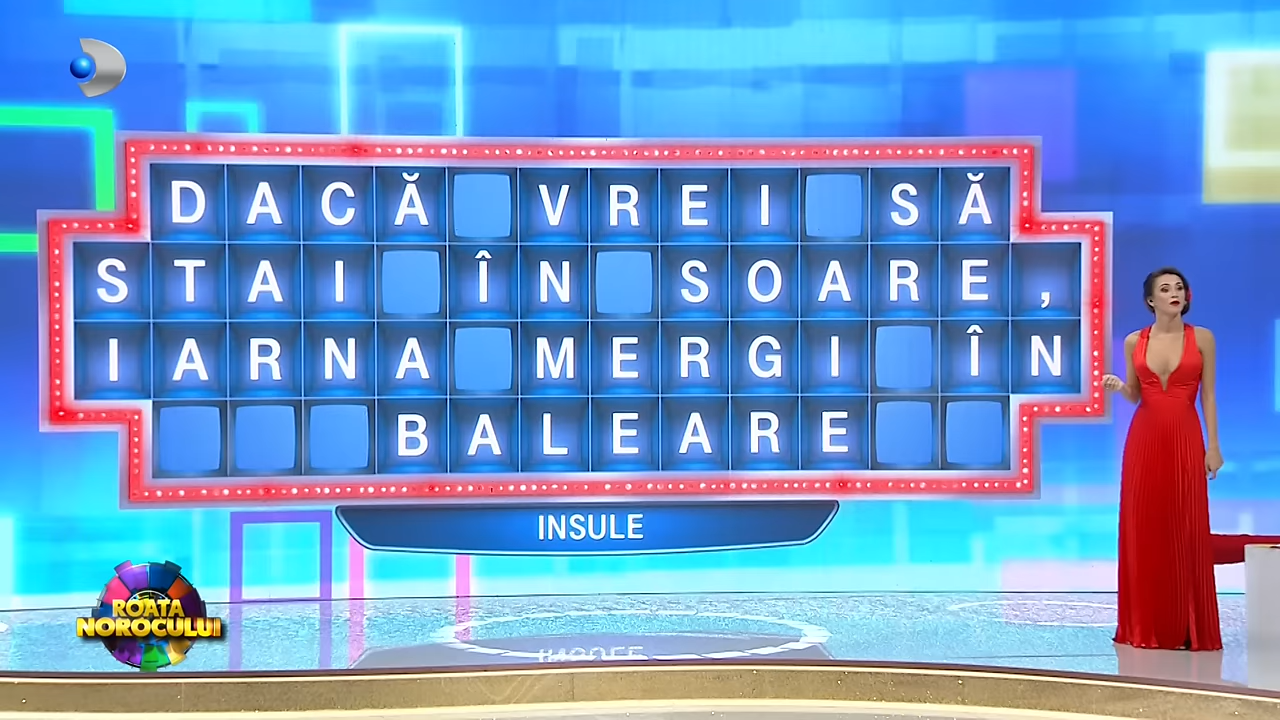 DACĂ VREI SĂ
STAI ÎN SOARE,
IARNA MERGI ÎN
BALEARE
INSULE
ROATA
NOROCULUI